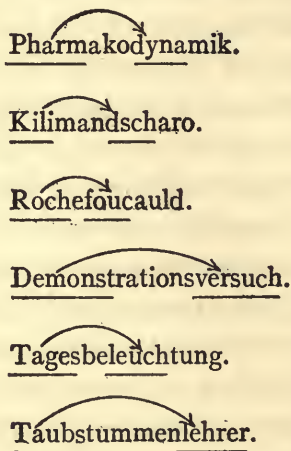 Pharmakodynamik.
Kilimandscharo.
Rochefoucauld.
Demonstrationsversuch.
Tagesbeleuchtung.
Taubstummenlehrer.